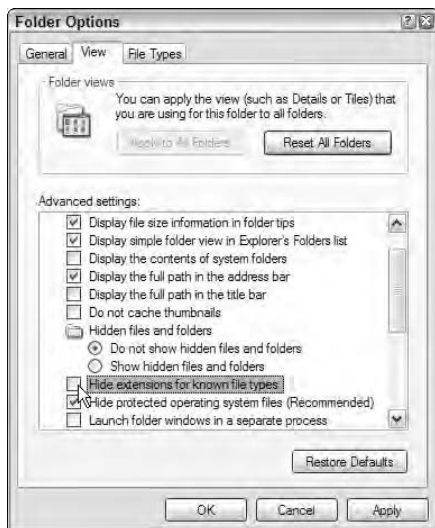 Folder Options
General View File Types
Folder views
You can apply the view (such as Details or Tiles) that
you are using for this folder to all folders.
Apply to All Folders Reset All Folders
Advanced settings:
Display file size information in folder tips
Display simple folder view in Explorer's Folders list
Display the contents of system folders
Display the full path in the address bar
Display the full path in the title bar
Do not cache thumbnails
Hidden files and folders
Do not show hidden files and folders
Show hidden files and folders
Hide extensions for known file types
Hide protected operating system files (Recommended)
Launch folder windows in a separate process
Restore Defaults
OK Cancel Apply